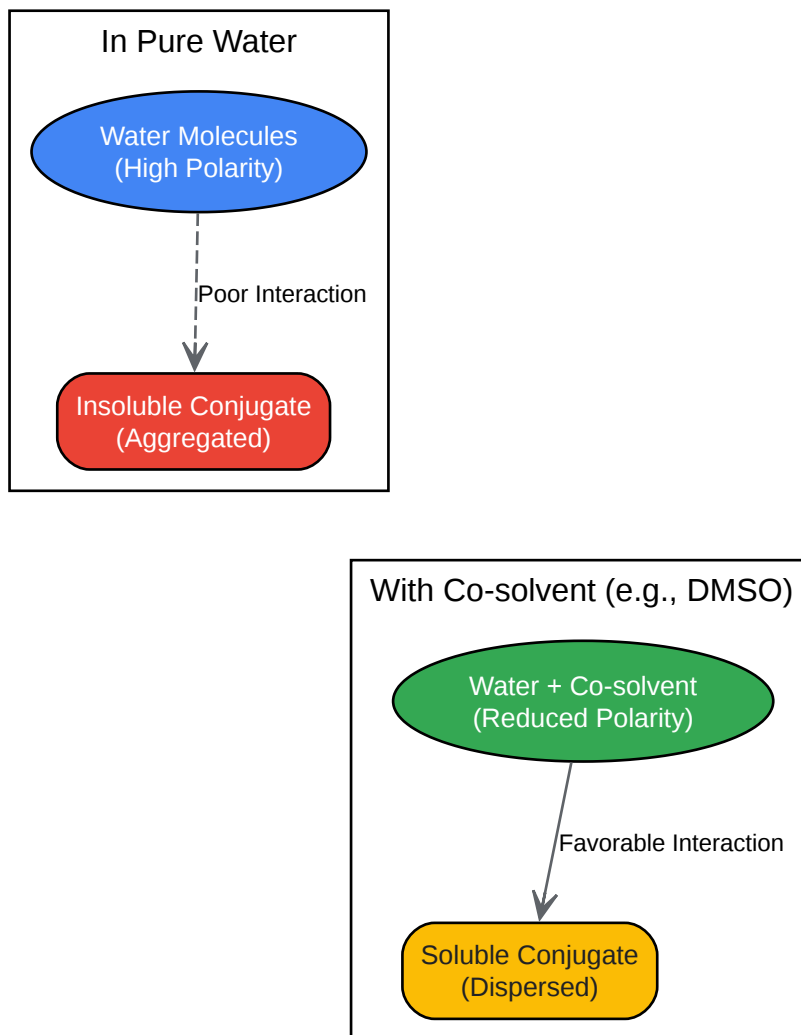 In Pure Water
Water Molecules
(High Polarity)
Poor Interaction
Insoluble Conjugate
(Aggregated)
With Co-solvent (e.g., DMSO)
Water + Co-solvent
(Reduced Polarity)
Favorable Interaction
Soluble Conjugate
(Dispersed)